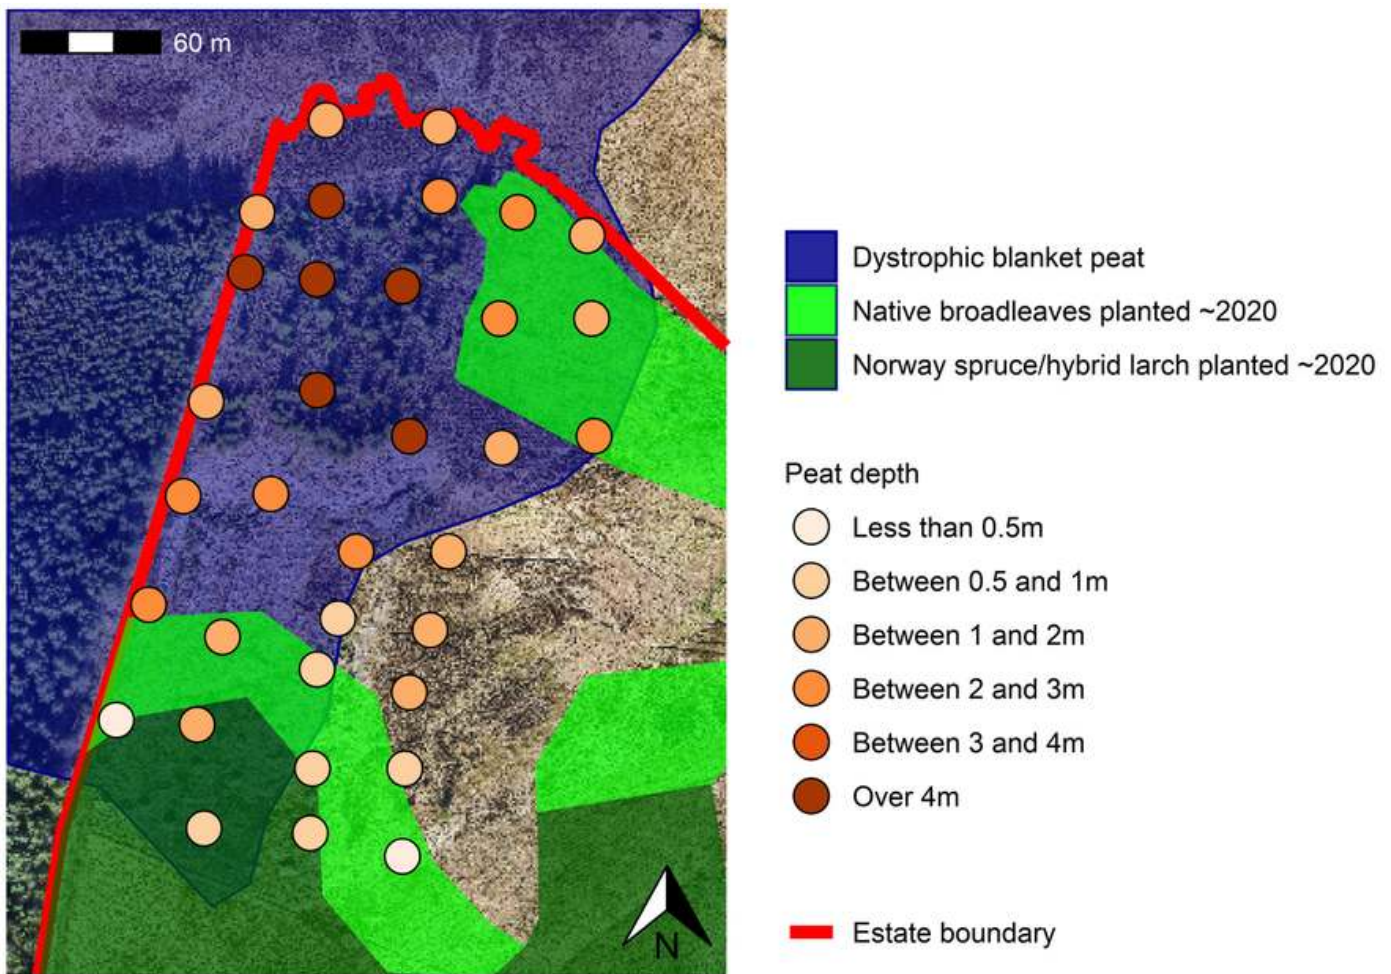 60 m
Dystrophic blanket peat
Native broadleaves planted ~2020
Norway spruce/hybrid larch planted ~2020
Peat depth
Less than 0.5m
Between 0.5 and 1m
Between 1 and 2m
Between 2 and 3m
Between 3 and 4m
Over 4m
N
Estate boundary